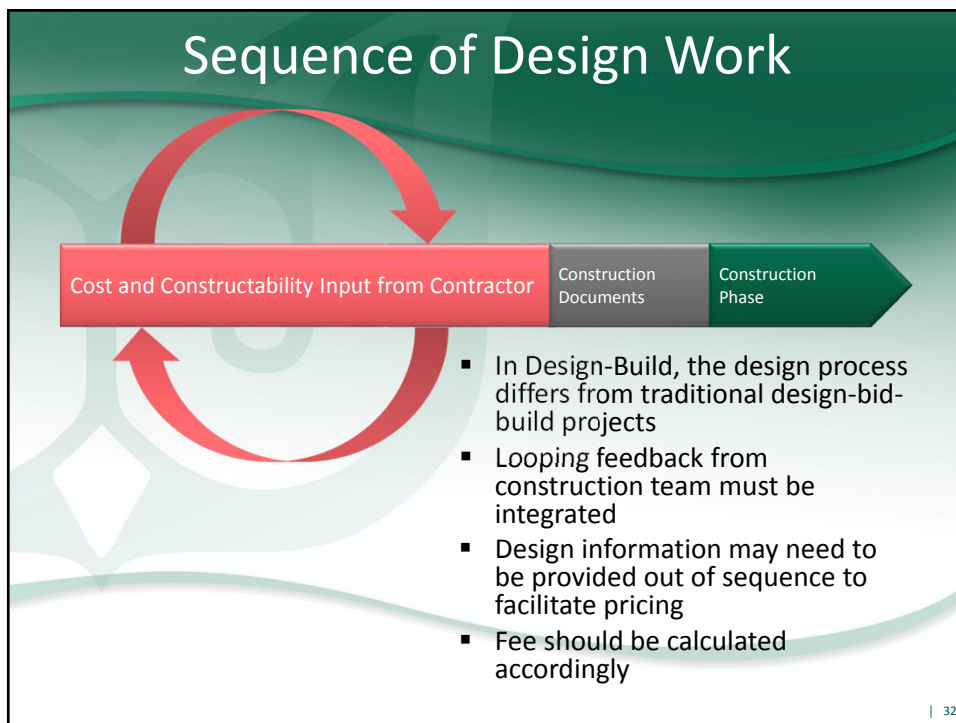 Sequence of Design Work
Cost and Constructability Input from Contractor
Construction
Documents
Construction
Phase
▪ In Design-Build, the design process
differs from traditional design-bid-
build projects
▪ Looping feedback from
construction team must be
integrated
▪ Design information may need to
be provided out of sequence to
facilitate pricing
▪ Fee should be calculated
accordingly
| 32